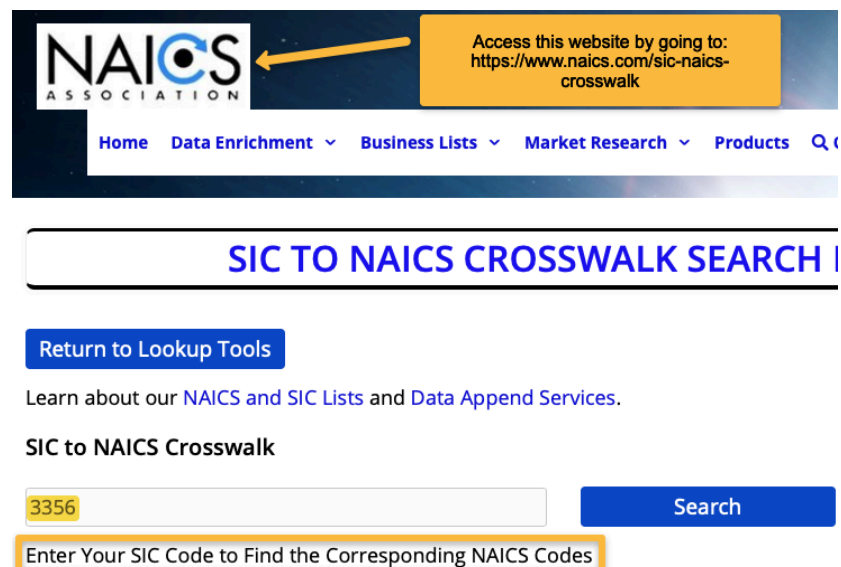 NAICS
ASSOCIATION
Access this website by going to:
https://www.naics.com/sic-naics-
crosswalk
Home Data Enrichment Business Lists Market Research Products
SIC TO NAICS CROSSWALK SEARCH
Return to Lookup Tools
Learn about our NAICS and SIC Lists and Data Append Services.
SIC to NAICS Crosswalk
3356
Search
Enter Your SIC Code to Find the Corresponding NAICS Codes